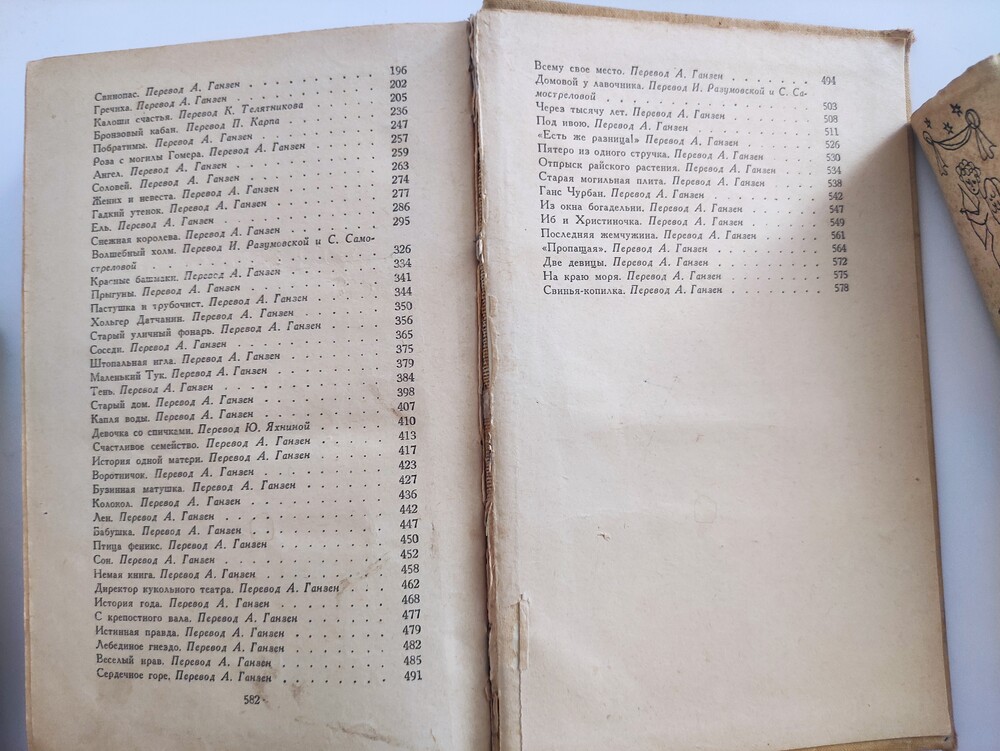 Свинопас. Перевод А. Ганзен . . . . . . . . . 196
Гречиха. Перевод А. Ганзен . . . . . . . . . 202
Калоши счастья. Перевод К. Телятникова . . . . 205
Бронзовый кабан. Перевод П. Карпа . . . . . . 236
Побратимы. Перевод А. Ганзен . . . . . . . . 247
Роза с могилы Гомера. Перевод А. Ганзен . . . . 257
Ангел. Перевод А. Ганзен . . . . . . . . . . 259
Соловей. Перевод А. Ганзен . . . . . . . . . 263
Жених и невеста. Перевод А. Ганзен . . . . . . 274
Гадкий утенок. Перевод А. Ганзен . . . . . . . 277
Ель. Перевод А. Ганзен . . . . . . . . . . . 286
Снежная королева. Перевод А. Ганзен . . . . . . 295
Волшебный холм. Перевод И. Разумовской и С. Само-
стреловой . . . . . . . . . . . . . . . 326
Красные башмаки. Перевод А. Ганзен . . . . . . 334
Прыгуны. Перевод А. Ганзен . . . . . . . . . 341
Пастушка и трубочист. Перевод А. Ганзен . . . . 344
Хольгер Датчанин. Перевод А. Ганзен . . . . . . 350
Старый уличный фонарь. Перевод А. Ганзен . . . . 356
Соседи. Перевод А. Ганзен . . . . . . . . . . 365
Штопальная игла. Перевод А. Ганзен . . . . . . 375
Маленький Тук. Перевод А. Ганзен . . . . . . . 379
Тень. Перевод А. Ганзен . . . . . . . . . . . 384
Старый дом. Перевод А. Ганзен . . . . . . . . 398
Капля воды. Перевод А. Ганзен . . . . . . . . 407
Девочка со спичками. Перевод Ю. Яхниной . . . . . 410
Счастливое семейство. Перевод А. Ганзен . . . . . 413
История одной матери. Перевод А. Ганзен . . . . . 417
Воротничок. Перевод А. Ганзен . . . . . . . . 423
Бузинная матушка. Перевод А. Ганзен . . . . . . 427
Колокол. Перевод А. Ганзен . . . . . . . . . 436
Лен. Перевод А. Ганзен . . . . . . . . . . . 442
Бабушка. Перевод А. Ганзен . . . . . . . . . 447
Птица феникс. Перевод А. Ганзен . . . . . . . 450
Сон. Перевод А. Ганзен . . . . . . . . . . . 452
Немая книга. Перевод А. Ганзен . . . . . . . . 458
Директор кукольного театра. Перевод А. Ганзен . . . 462
История года. Перевод А. Ганзен . . . . . . . . 468
С крепостного вала. Перевод А. Ганзен . . . . . . 477
Истинная правда. Перевод А. Ганзен . . . . . . . 479
Лебединое гнездо. Перевод А. Ганзен . . . . . . 482
Веселый нрав. Перевод А. Ганзен . . . . . . . 485
Сердечное горе. Перевод А. Ганзен . . . . . . . 491
582
Всему свое место. Перевод А. Ганзен . . . . . . 494
Домовой у лавочника. Перевод И. Разумовской и С. Са-
мостреловой . . . . . . . . . . . . . . 503
Через тысячу лет. Перевод А. Ганзен . . . . . . 508
Под ивою. Перевод А. Ганзен . . . . . . . . . 511
«Есть же разница!» Перевод А. Ганзен . . . . . . 526
Пятеро из одного стручка. Перевод А. Ганзен . . . . 530
Отпрыск райского растения. Перевод А. Ганзен . . . . 534
Старая могильная плита. Перевод А. Ганзен . . . . 538
Ганс Чурбан. Перевод А. Ганзен . . . . . . . . 542
Из окна богадельни. Перевод А. Ганзен . . . . . . 547
Иб и Христиночка. Перевод А. Ганзен . . . . . . 549
Последняя жемчужина. Перевод А. Ганзен . . . . . 561
«Пропащая». Перевод А. Ганзен . . . . . . . . 564
Две девицы. Перевод А. Ганзен . . . . . . . . 572
На краю моря. Перевод А. Ганзен . . . . . . . 575
Свинья-копилка. Перевод А. Ганзен . . . . . . . 578